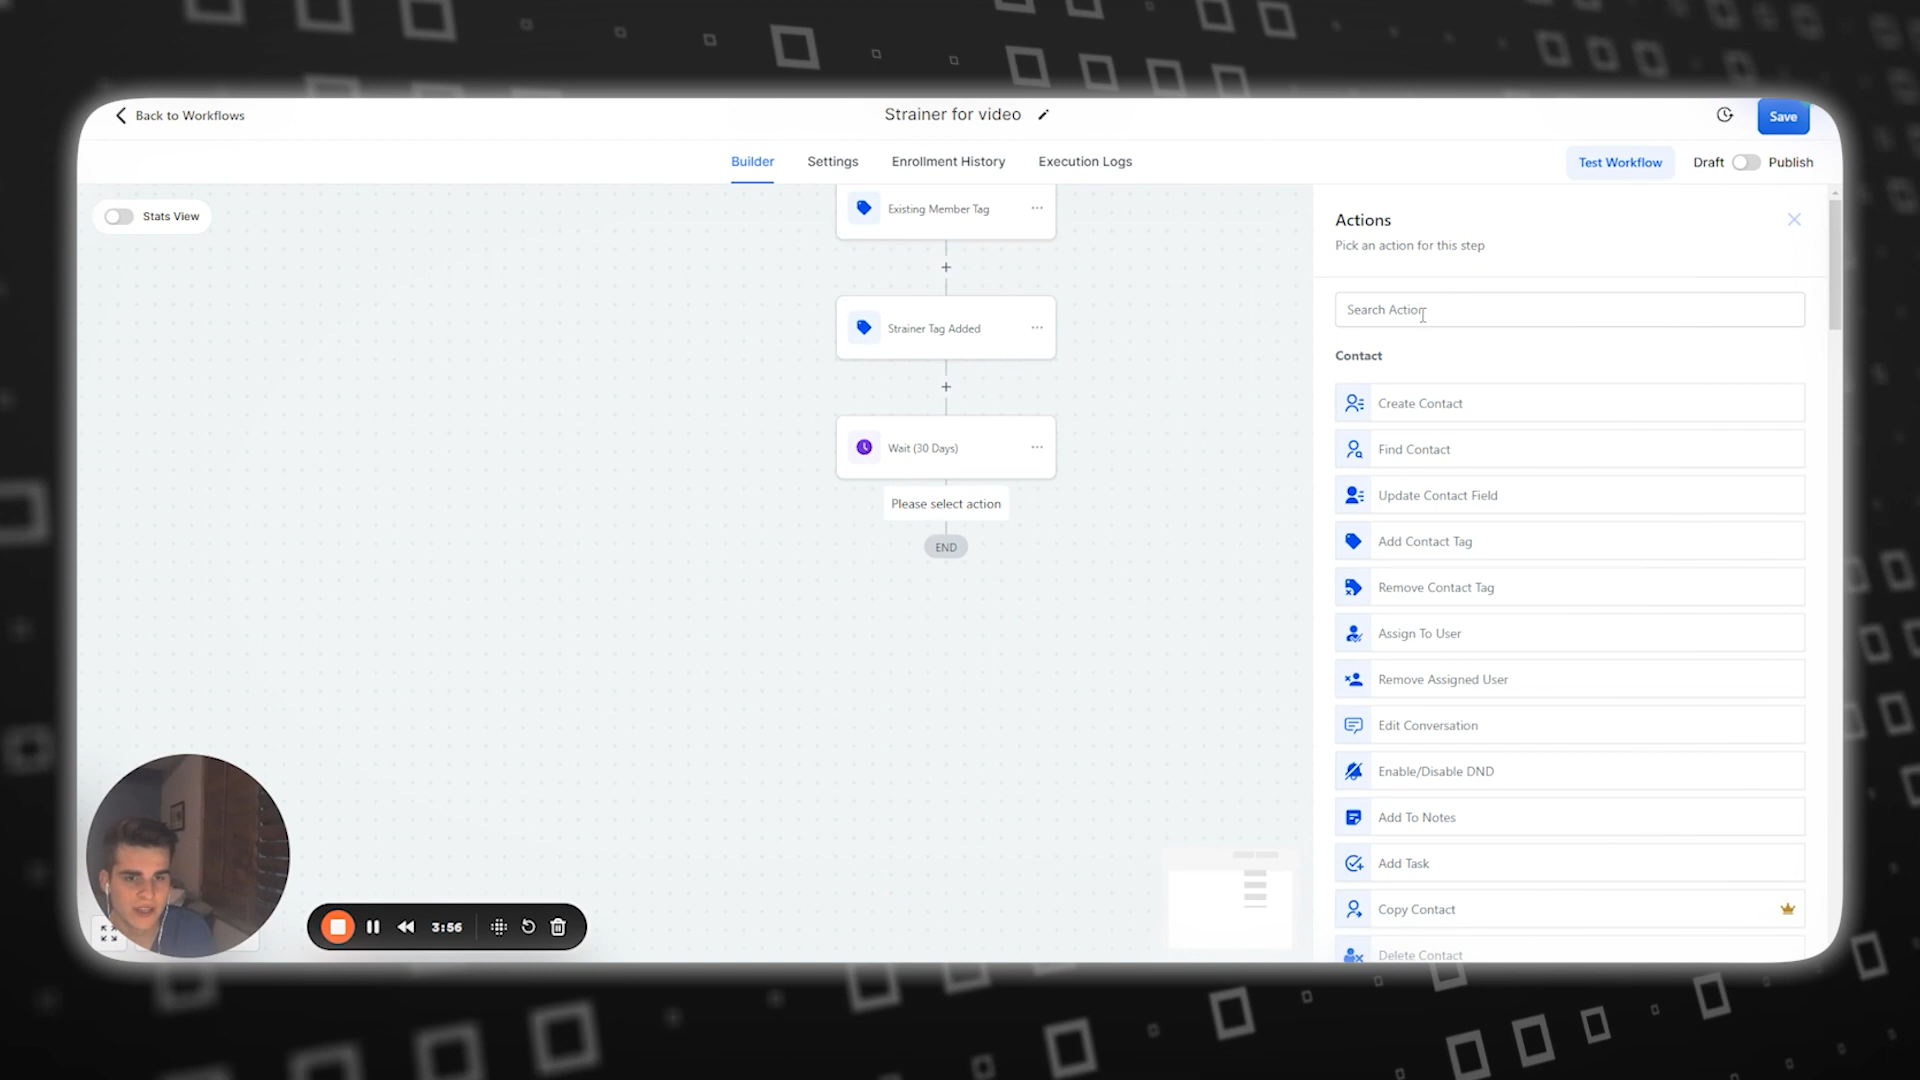 Back to Workflows
Strainer for video
Save
Builder
Settings
Enrollment History
Execution Logs
Test Workflow
Draft
Publish
Stats View
Existing Member Tag
Strainer Tag Added
Wait (30 Days)
Please select action
END
Actions
Pick an action for this step
Search Action
Contact
Create Contact
Find Contact
Update Contact Field
Add Contact Tag
Remove Contact Tag
Assign To User
Remove Assigned User
Edit Conversation
Enable/Disable DND
Add To Notes
Add Task
Copy Contact
Delete Contact
3:56